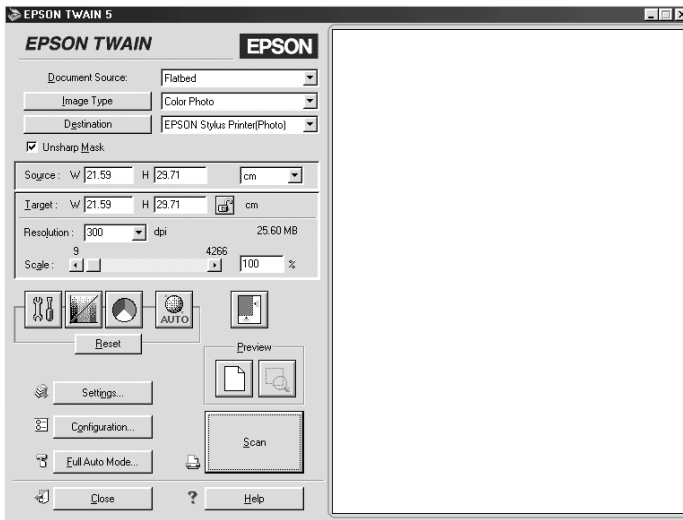 EPSON TWAIN 5
EPSON TWAIN EPSON
Document Source: Flatbed
Image Type Color Photo
Destination EPSON Stylus Printer(Photo)
Unsharp Mask
Source : W 21.59 H 29.71 cm
Target : W 21.59 H 29.71 cm
Resolution : 300 dpi 25.60 MB
9 4266
Scale : 100 %
AUTO
Reset
Preview
Settings...
Configuration...
Scan
Full Auto Mode...
Close ? Help